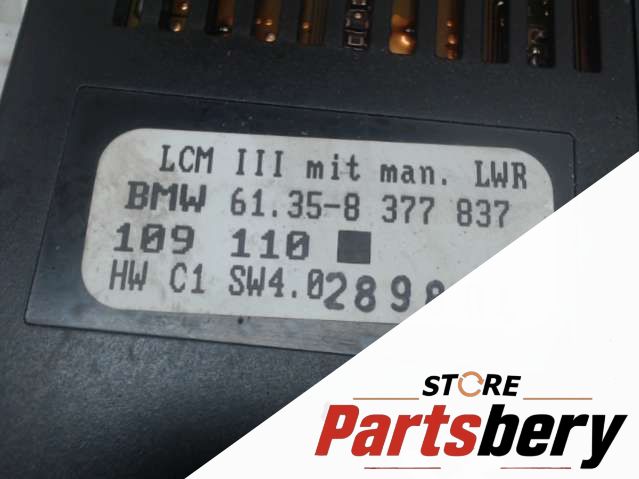 LCM III mit man. LWR
BMW 61.35-8 377 837
109 110
HW C1 SW4.0
STORE
Partsbery